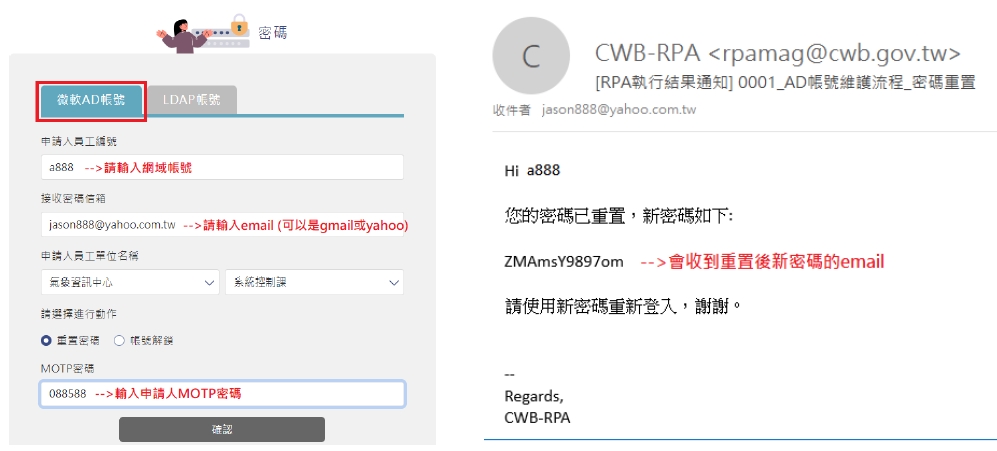 密碼
微軟AD帳號
LDAP帳號
申請人員工編號
a888 -->請輸入網域帳號
接收密碼信箱
jason888@yahoo.com.tw -->請輸入email (可以是gmail或yahoo)
申請人員工單位名稱
氣象資訊中心
系統控制課
請選擇進行動作
重置密碼
帳號解鎖
MOTP密碼
088588 -->輸入申請人MOTP密碼
確認
C
CWB-RPA <rpamag@cwb.gov.tw>
[RPA執行結果通知] 0001_AD帳號維護流程_密碼重置
收件者 jason888@yahoo.com.tw
Hi a888
您的密碼已重置，新密碼如下:
ZMAmsY9897om -->會收到重置後新密碼的email
請使用新密碼重新登入，謝謝。
--
Regards,
CWB-RPA